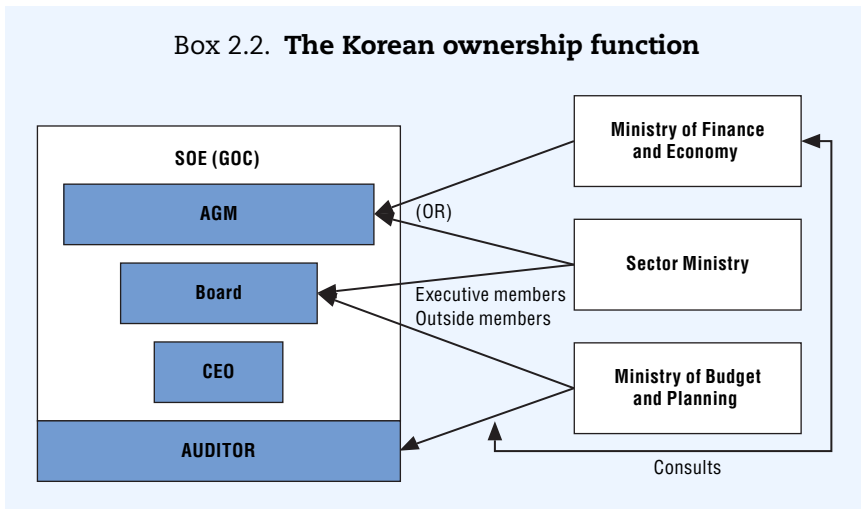 Box 2.2. The Korean ownership function
SOE (GOC)
AGM
Board
CEO
AUDITOR
(OR)
Executive members
Outside members
Ministry of Finance
and Economy
Sector Ministry
Ministry of Budget
and Planning
Consults